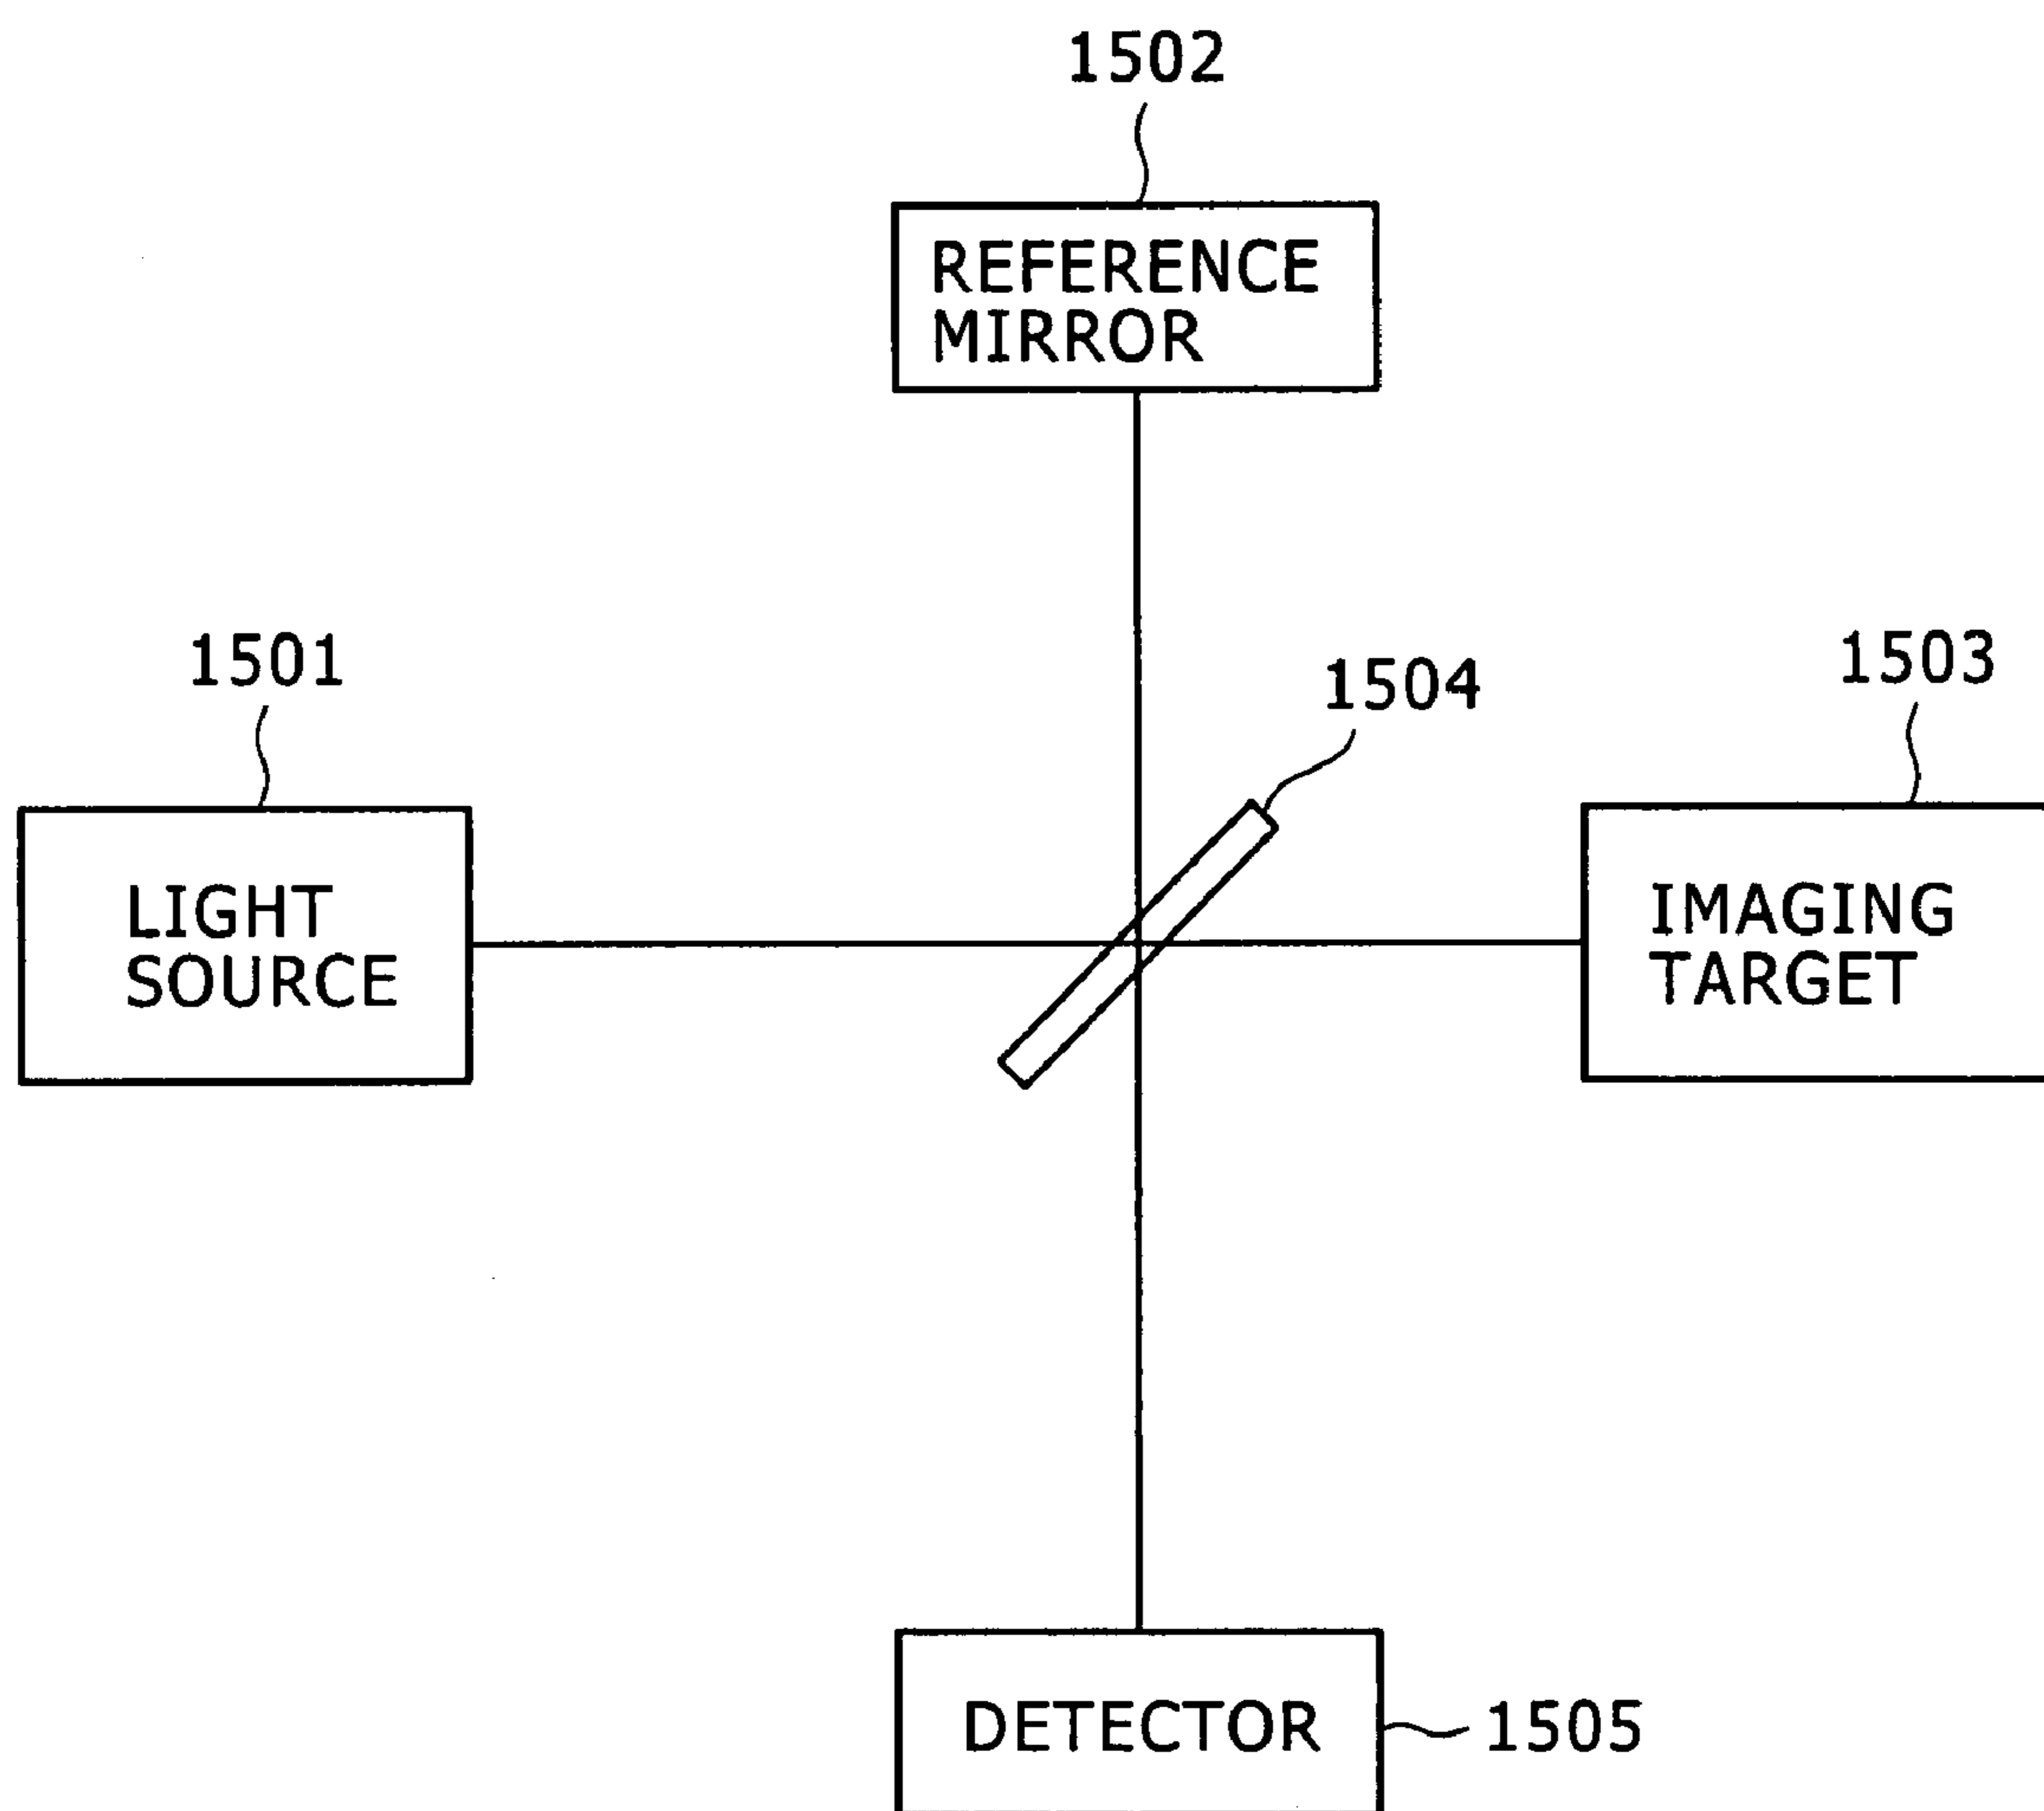 1502
REFERENCE
MIRROR
1501
1504
1503
LIGHT
SOURCE
IMAGING
TARGET
DETECTOR
1505